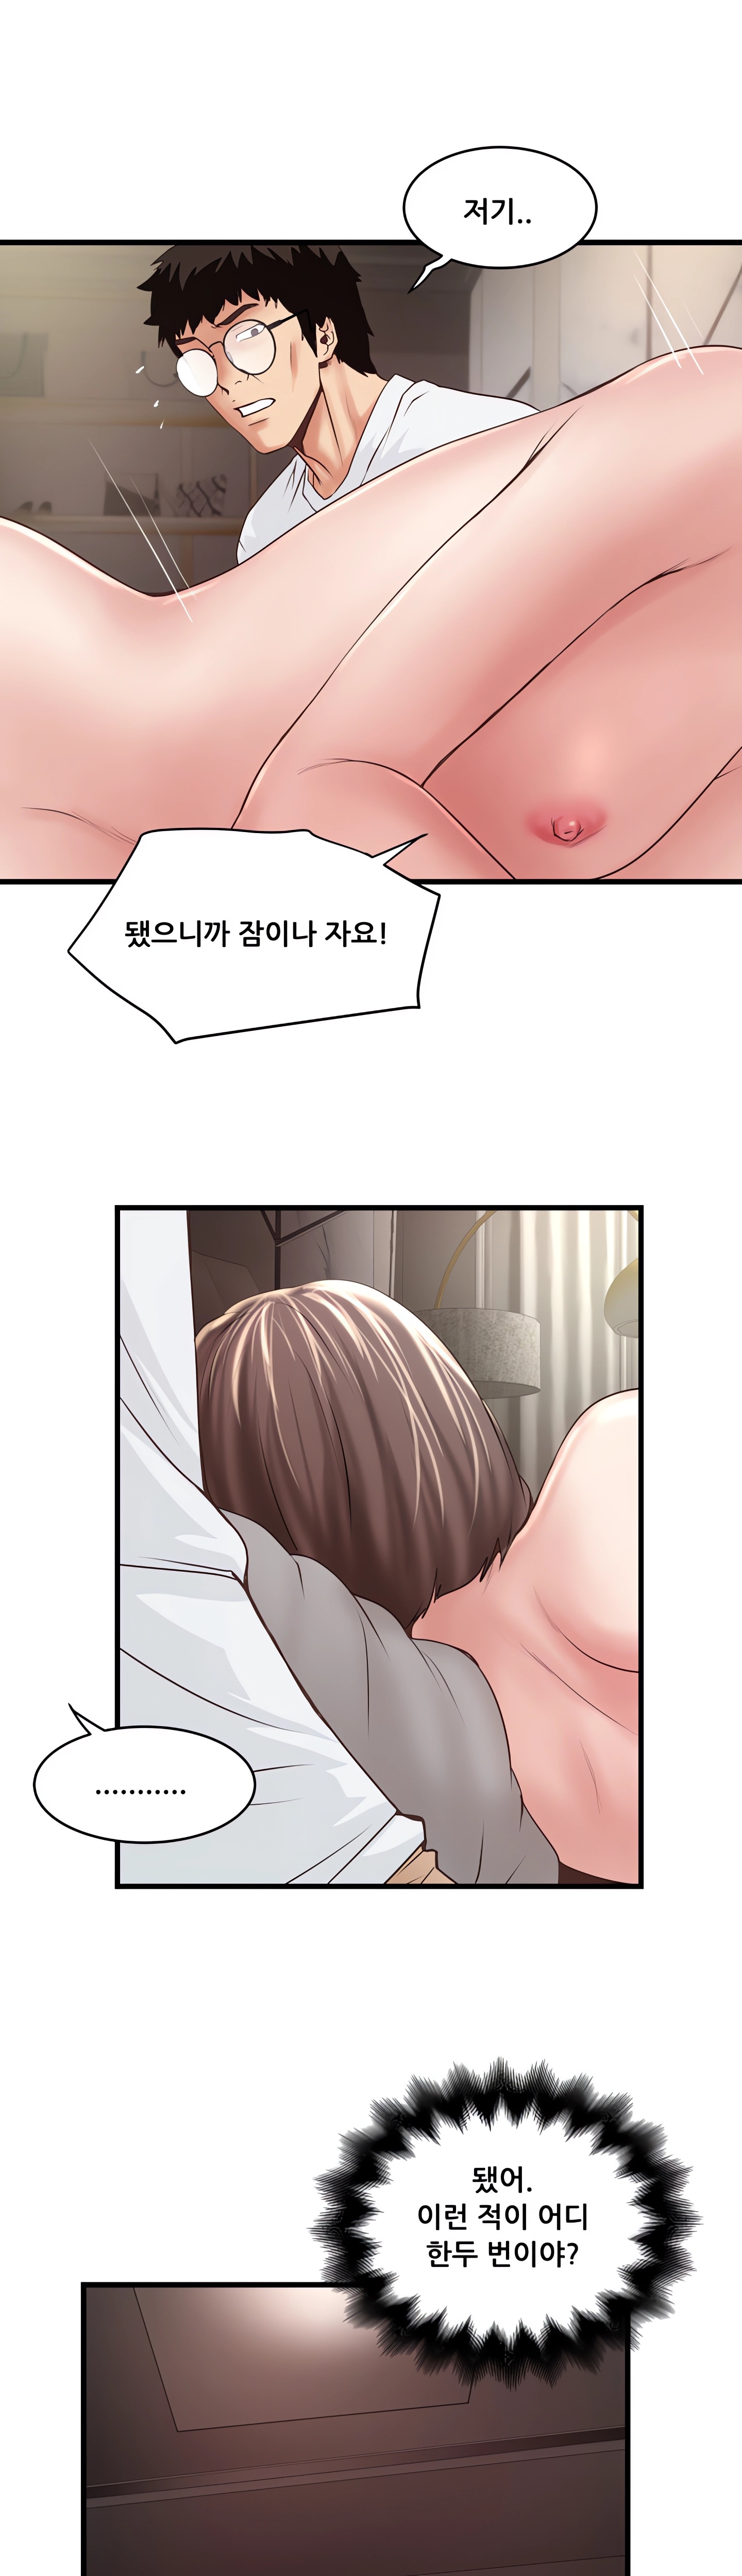 저기..
됐으니까 잠이나 자요!
...........
됐어.
이런 적이 어디
한두 번이야?